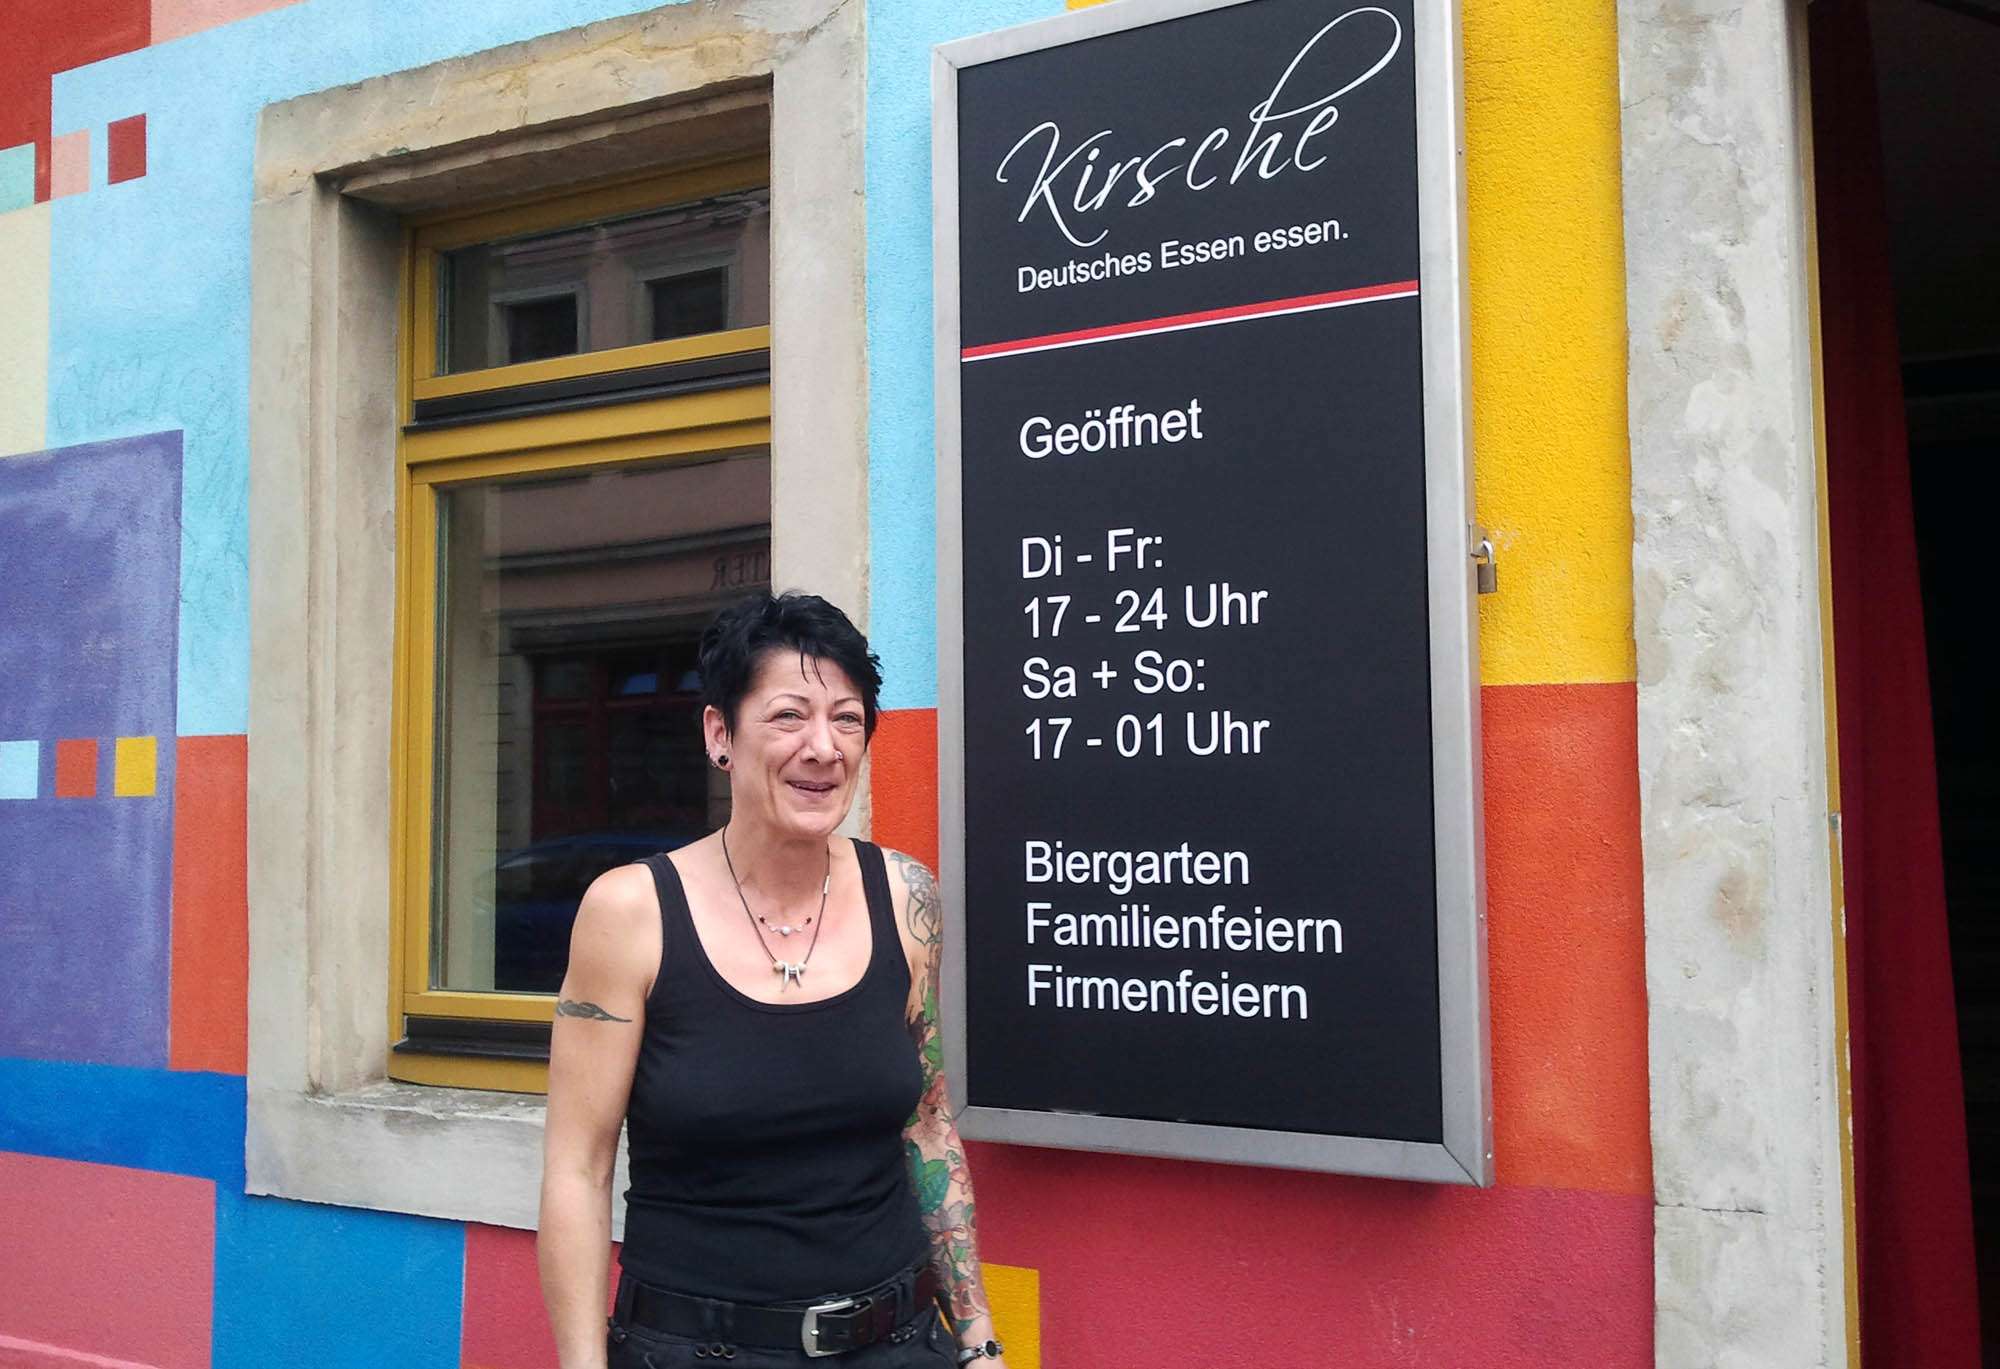 Kirsche
Deutsches Essen essen.
Geöffnet
Di - Fr:
17 - 24 Uhr
Sa + So:
17 - 01 Uhr
Biergarten
Familienfeiern
Firmenfeiern